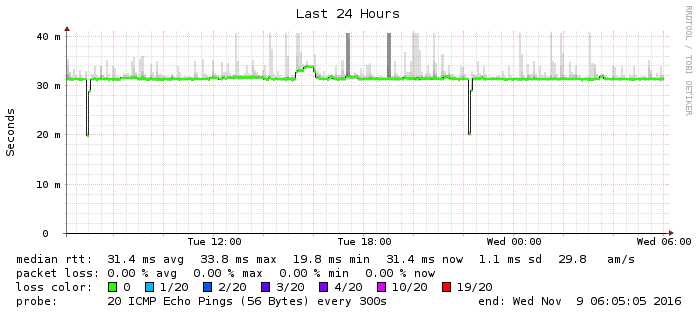 Last 24 Hours
RRDTOOL / TOBI OETIKER
Seconds
40 m
30 m
20 m
10 m
0
Tue 12:00 Tue 18:00 Wed 00:00 Wed 06:00
median rtt: 31.4 ms avg 33.8 ms max 19.8 ms min 31.4 ms now 1.1 ms sd 29.8 am/s
packet loss: 0.00 % avg 0.00 % max 0.00 % min 0.00 % now
loss color: 0 1/20 2/20 3/20 4/20 10/20 19/20
probe: 20 ICMP Echo Pings (56 Bytes) every 300s end: Wed Nov 9 06:05:05 2016